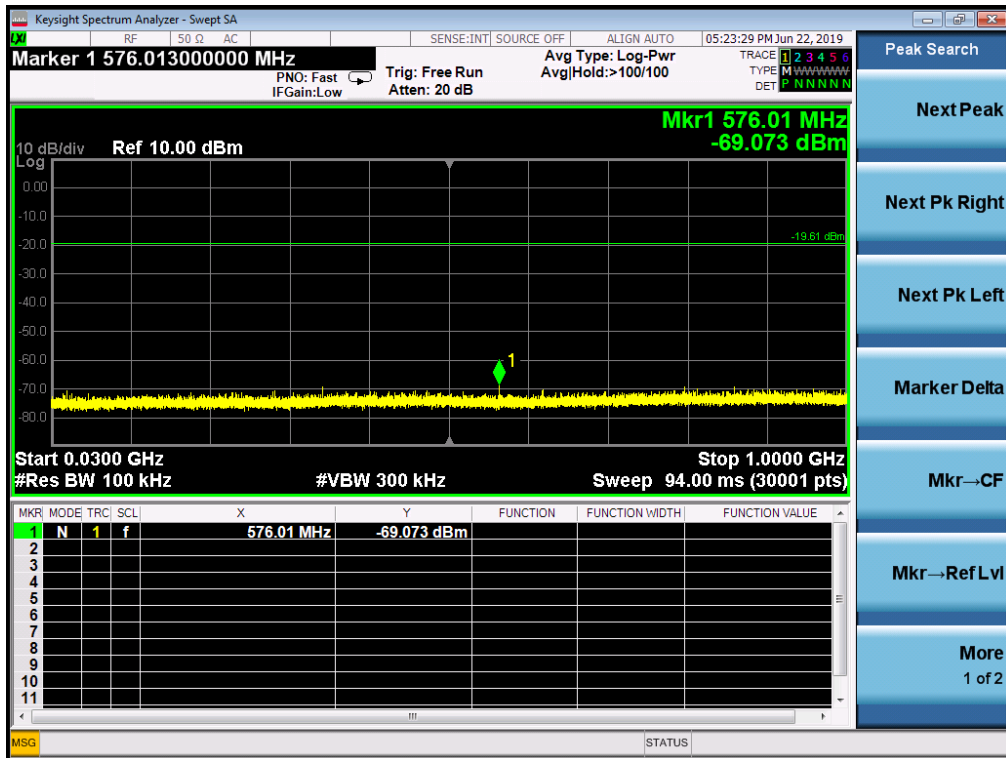 Keysight Spectrum Analyzer - Swept SA
LXI RF 50 Ω AC SENSE:INT SOURCE OFF ALIGN AUTO 05:23:29 PM Jun 22, 2019
Marker 1 576.013000000 MHz
PNO: Fast
IFGain:Low
Trig: Free Run
Atten: 20 dB
Avg Type: Log-Pwr
Avg|Hold:>100/100
TRACE 1 2 3 4 5 6
TYPE M WWWWW
DET P N N N N N
Mkr1 576.01 MHz
-69.073 dBm
10 dB/div Ref 10.00 dBm
Log
0.00
-10.0
-19.61 dBm
-20.0
-30.0
-40.0
-50.0
-60.0
1
-70.0
-80.0
Start 0.0300 GHz Stop 1.0000 GHz
#Res BW 100 kHz #VBW 300 kHz Sweep 94.00 ms (30001 pts)
MKR MODE TRC SCL X Y FUNCTION FUNCTION WIDTH FUNCTION VALUE
1 N 1 f 576.01 MHz -69.073 dBm
2
3
4
5
6
7
8
9
10
11
MSG STATUS
Peak Search
Next Peak
Next Pk Right
Next Pk Left
Marker Delta
Mkr→CF
Mkr→Ref Lvl
More
1 of 2